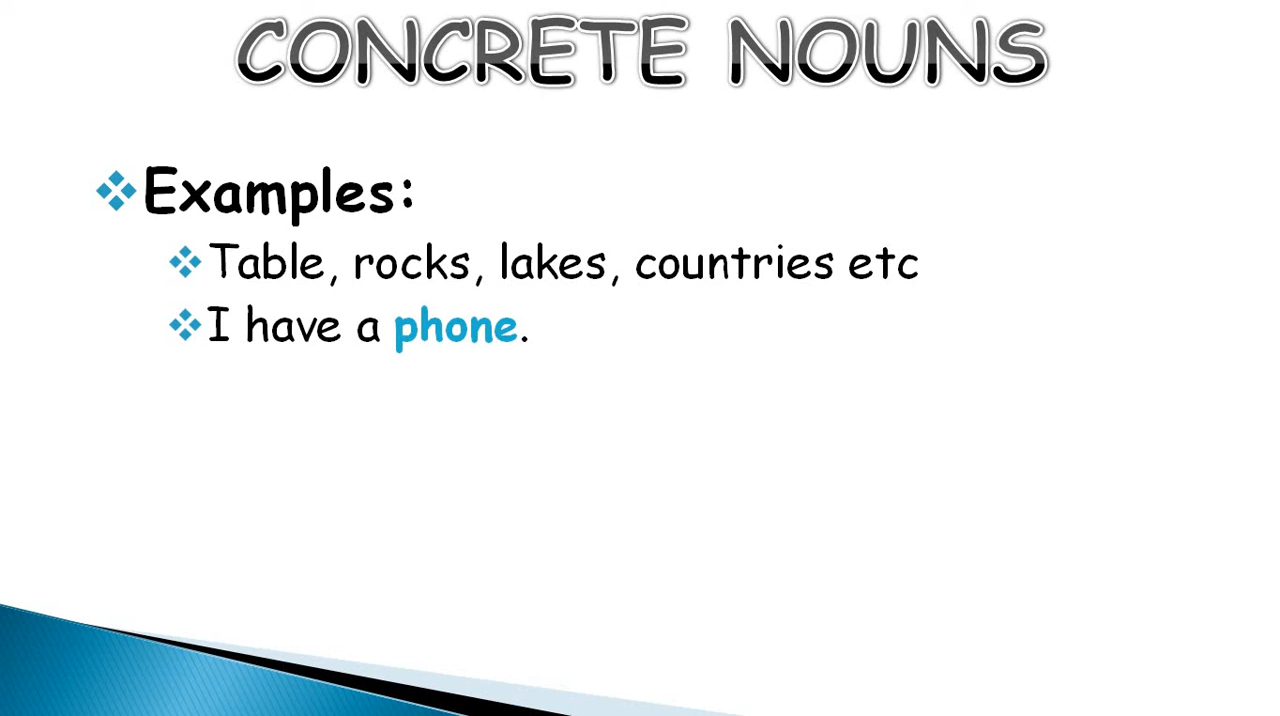 CONCRETE NOUNS
Examples:
Table, rocks, lakes, countries etc
I have a phone.